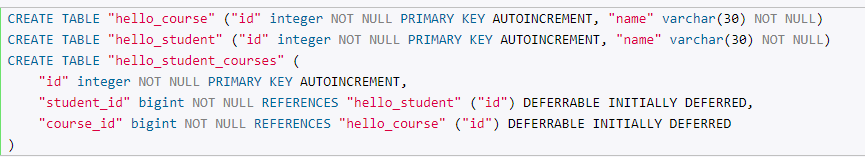 CREATE TABLE "hello_course" ("id" integer NOT NULL PRIMARY KEY AUTOINCREMENT, "name" varchar(30) NOT NULL)
CREATE TABLE "hello_student" ("id" integer NOT NULL PRIMARY KEY AUTOINCREMENT, "name" varchar(30) NOT NULL)
CREATE TABLE "hello_student_courses" (
    "id" integer NOT NULL PRIMARY KEY AUTOINCREMENT,
    "student_id" bigint NOT NULL REFERENCES "hello_student" ("id") DEFERRABLE INITIALLY DEFERRED,
    "course_id" bigint NOT NULL REFERENCES "hello_course" ("id") DEFERRABLE INITIALLY DEFERRED
)